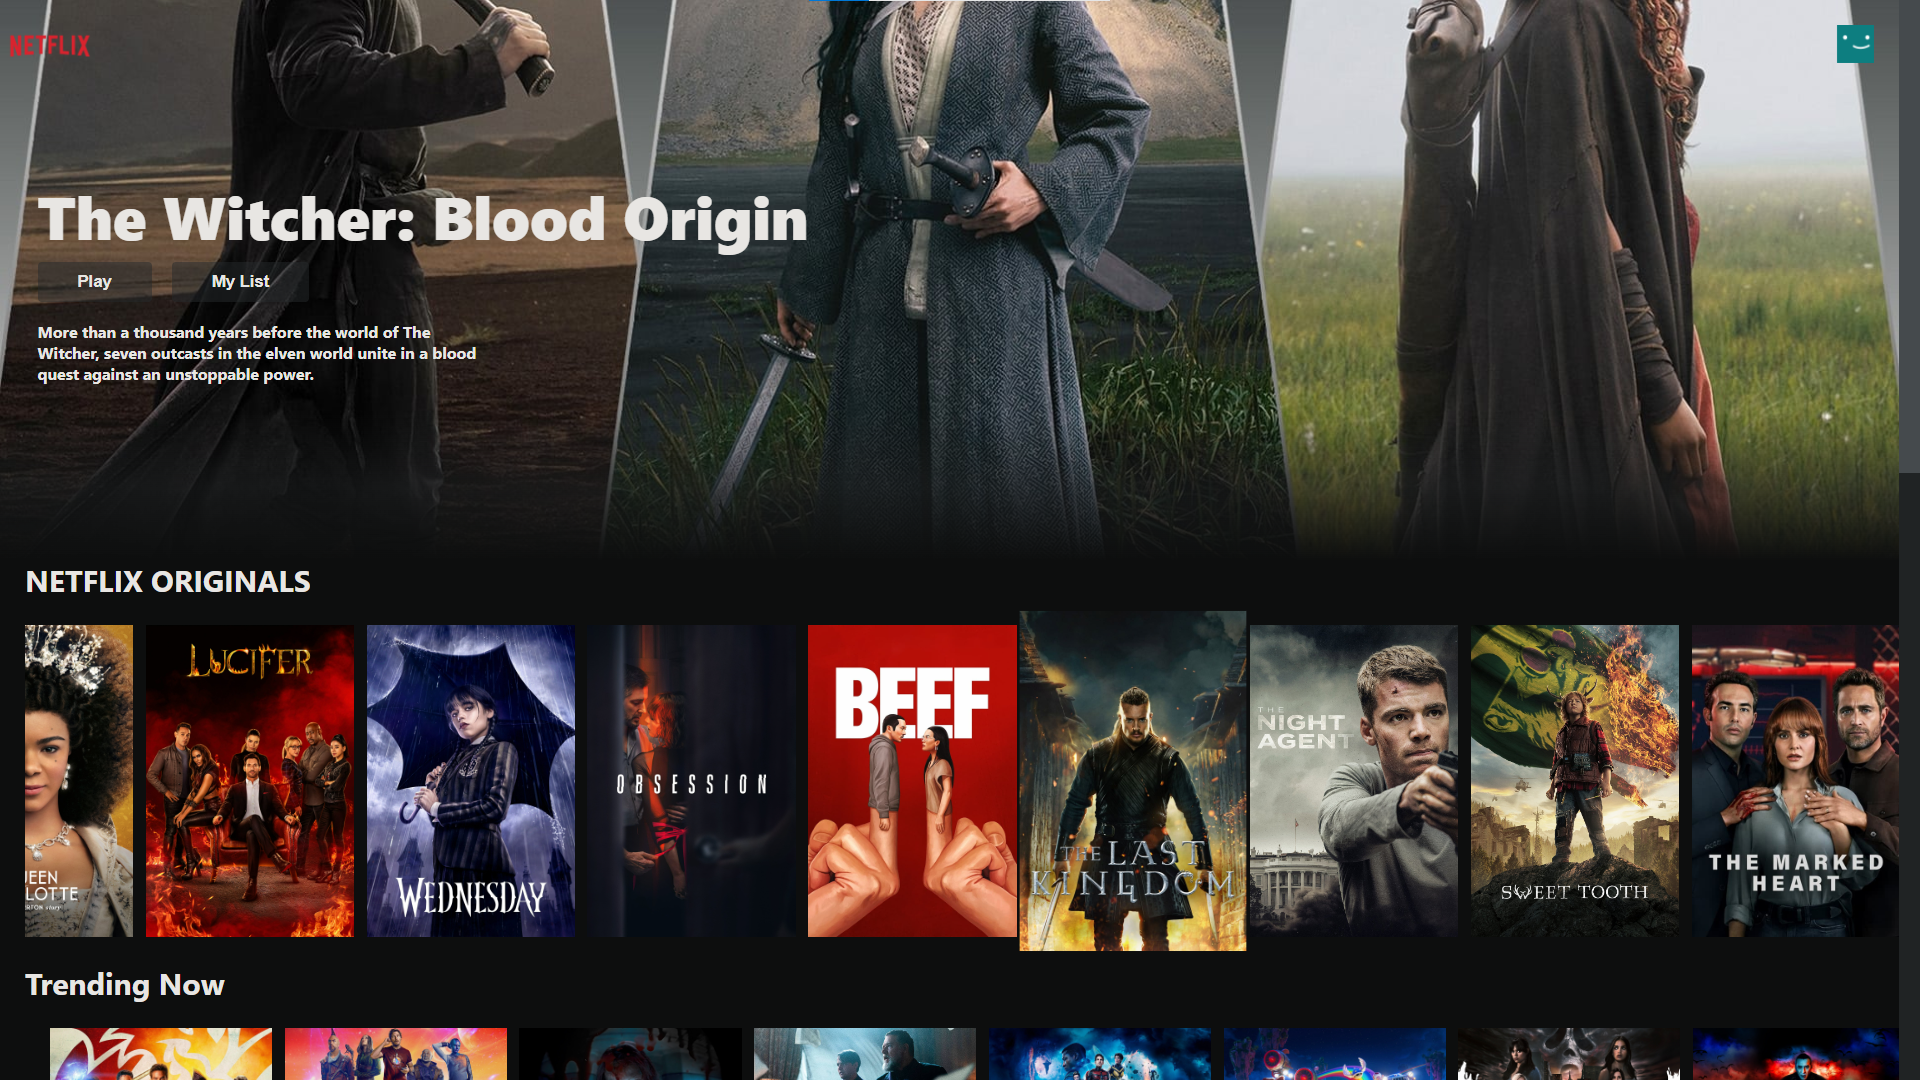 NETFLIX
The Witcher: Blood Origin
Play
My List
More than a thousand years before the world of The
Witcher, seven outcasts in the elven world unite in a blood
quest against an unstoppable power.
NETFLIX ORIGINALS
EEN
LOTTE
RTON story
LUCIFER
WEDNESDAY
OBSESSION
BEEF
THE LAST
KINGDOM
THE
NIGHT
AGENT
SWEET TOOTH
THE MARKED
HEART
Trending Now